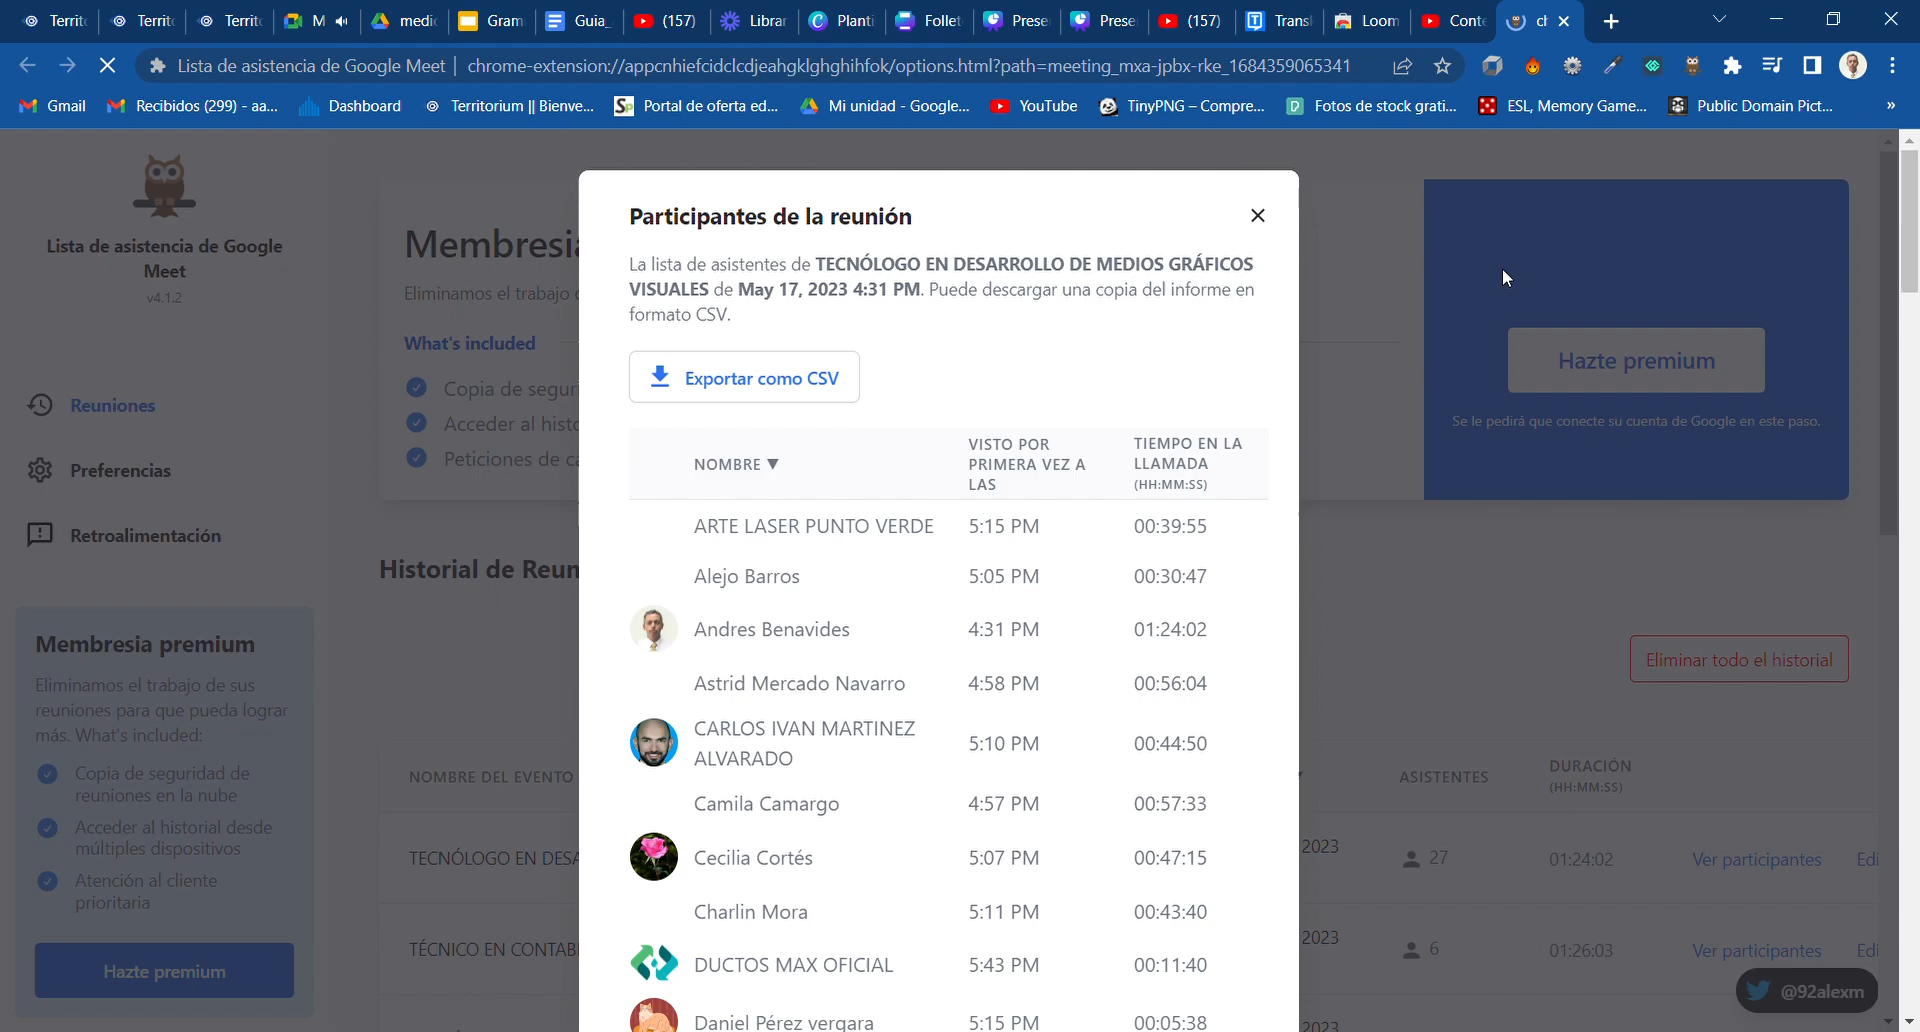 Territo
Territo
Territo
M
medio
Gram
Guia_
(157)
Librar
Planti
Follet
Prese
Prese
(157)
Transl
Loom
Conte
ch
Lista de asistencia de Google Meet | chrome-extension://appcnhiefcidclcdjeahgklghghihfok/options.html?path=meeting_mxa-jpbx-rke_1684359065341
Gmail
Recibidos (299) - aa...
Dashboard
Territorium || Bienve...
Portal de oferta ed...
Mi unidad - Google...
YouTube
TinyPNG – Compre...
Fotos de stock grati...
ESL, Memory Game...
Public Domain Pict...
»
Lista de asistencia de Google
Meet
v4.1.2
Reuniones
Preferencias
Retroalimentación
Membresia premium
Eliminamos el trabajo de sus
reuniones para que pueda lograr
más. What's included:
Copia de seguridad de
reuniones en la nube
Acceder al historial desde
múltiples dispositivos
Atención al cliente
prioritaria
Hazte premium
Membresia
Eliminamos el trabajo d
What's included
Copia de seguri
Acceder al histo
Peticiones de ca
Hazte premium
Se le pedirá que conecte su cuenta de Google en este paso.
Historial de Reun
Eliminar todo el historial
NOMBRE DEL EVENTO
ASISTENTES
DURACIÓN
(HH:MM:SS)
TECNÓLOGO EN DESA
2023
27
01:24:02
Ver participantes
Edi
TÉCNICO EN CONTABI
2023
6
01:26:03
Ver participantes
Edi
2023
@92alexm
Participantes de la reunión
La lista de asistentes de TECNÓLOGO EN DESARROLLO DE MEDIOS GRÁFICOS
VISUALES de May 17, 2023 4:31 PM. Puede descargar una copia del informe en
formato CSV.
Exportar como CSV
NOMBRE ▼
VISTO POR
PRIMERA VEZ A
LAS
TIEMPO EN LA
LLAMADA
(HH:MM:SS)
ARTE LASER PUNTO VERDE 5:15 PM 00:39:55
Alejo Barros 5:05 PM 00:30:47
Andres Benavides 4:31 PM 01:24:02
Astrid Mercado Navarro 4:58 PM 00:56:04
CARLOS IVAN MARTINEZ
ALVARADO 5:10 PM 00:44:50
Camila Camargo 4:57 PM 00:57:33
Cecilia Cortés 5:07 PM 00:47:15
Charlin Mora 5:11 PM 00:43:40
DUCTOS MAX OFICIAL 5:43 PM 00:11:40
Daniel Pérez vergara 5:15 PM 00:05:38